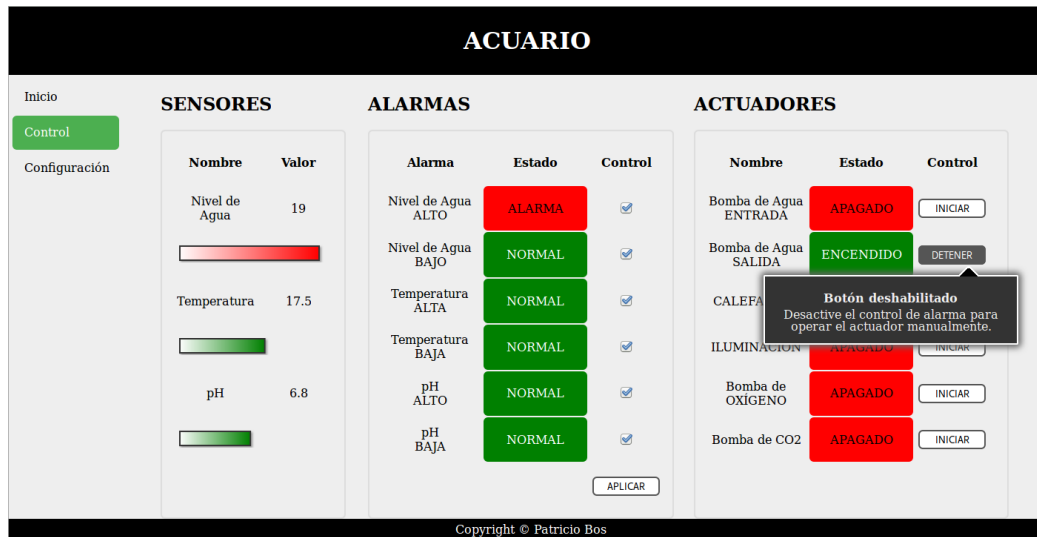 ACUARIO
Inicio
Control
Configuración
SENSORES
Nombre Valor
Nivel de
Agua
19
Temperatura 17.5
pH 6.8
ALARMAS
Alarma Estado Control
Nivel de Agua
ALTO
ALARMA
Nivel de Agua
BAJO
NORMAL
Temperatura
ALTA
NORMAL
Temperatura
BAJA
NORMAL
pH
ALTO
NORMAL
pH
BAJA
NORMAL
APLICAR
ACTUADORES
Nombre Estado Control
Bomba de Agua
ENTRADA
APAGADO
INICIAR
Bomba de Agua
SALIDA
ENCENDIDO
DETENER
Botón deshabilitado
Desactive el control de alarma para
operar el actuador manualmente.
ILUMINACIÓN APAGADO INICIAR
Bomba de
OXÍGENO
APAGADO
INICIAR
Bomba de CO2 APAGADO INICIAR
Copyright © Patricio Bos